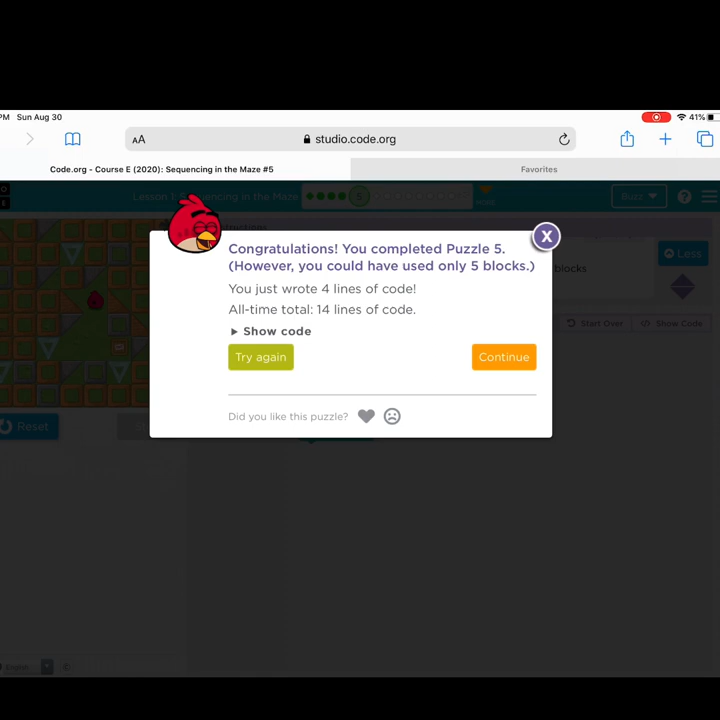 PM Sun Aug 30
41%
AA
studio.code.org
Code.org - Course E (2020): Sequencing in the Maze #5
Favorites
Lesson 1: Sequencing in the Maze
5
MORE
Buzz
?
Congratulations! You completed Puzzle 5.
(However, you could have used only 5 blocks.)
X
blocks
Less
You just wrote 4 lines of code!
All-time total: 14 lines of code.
Show code
Start Over
</> Show Code
Try again
Continue
Did you like this puzzle?
Reset
English